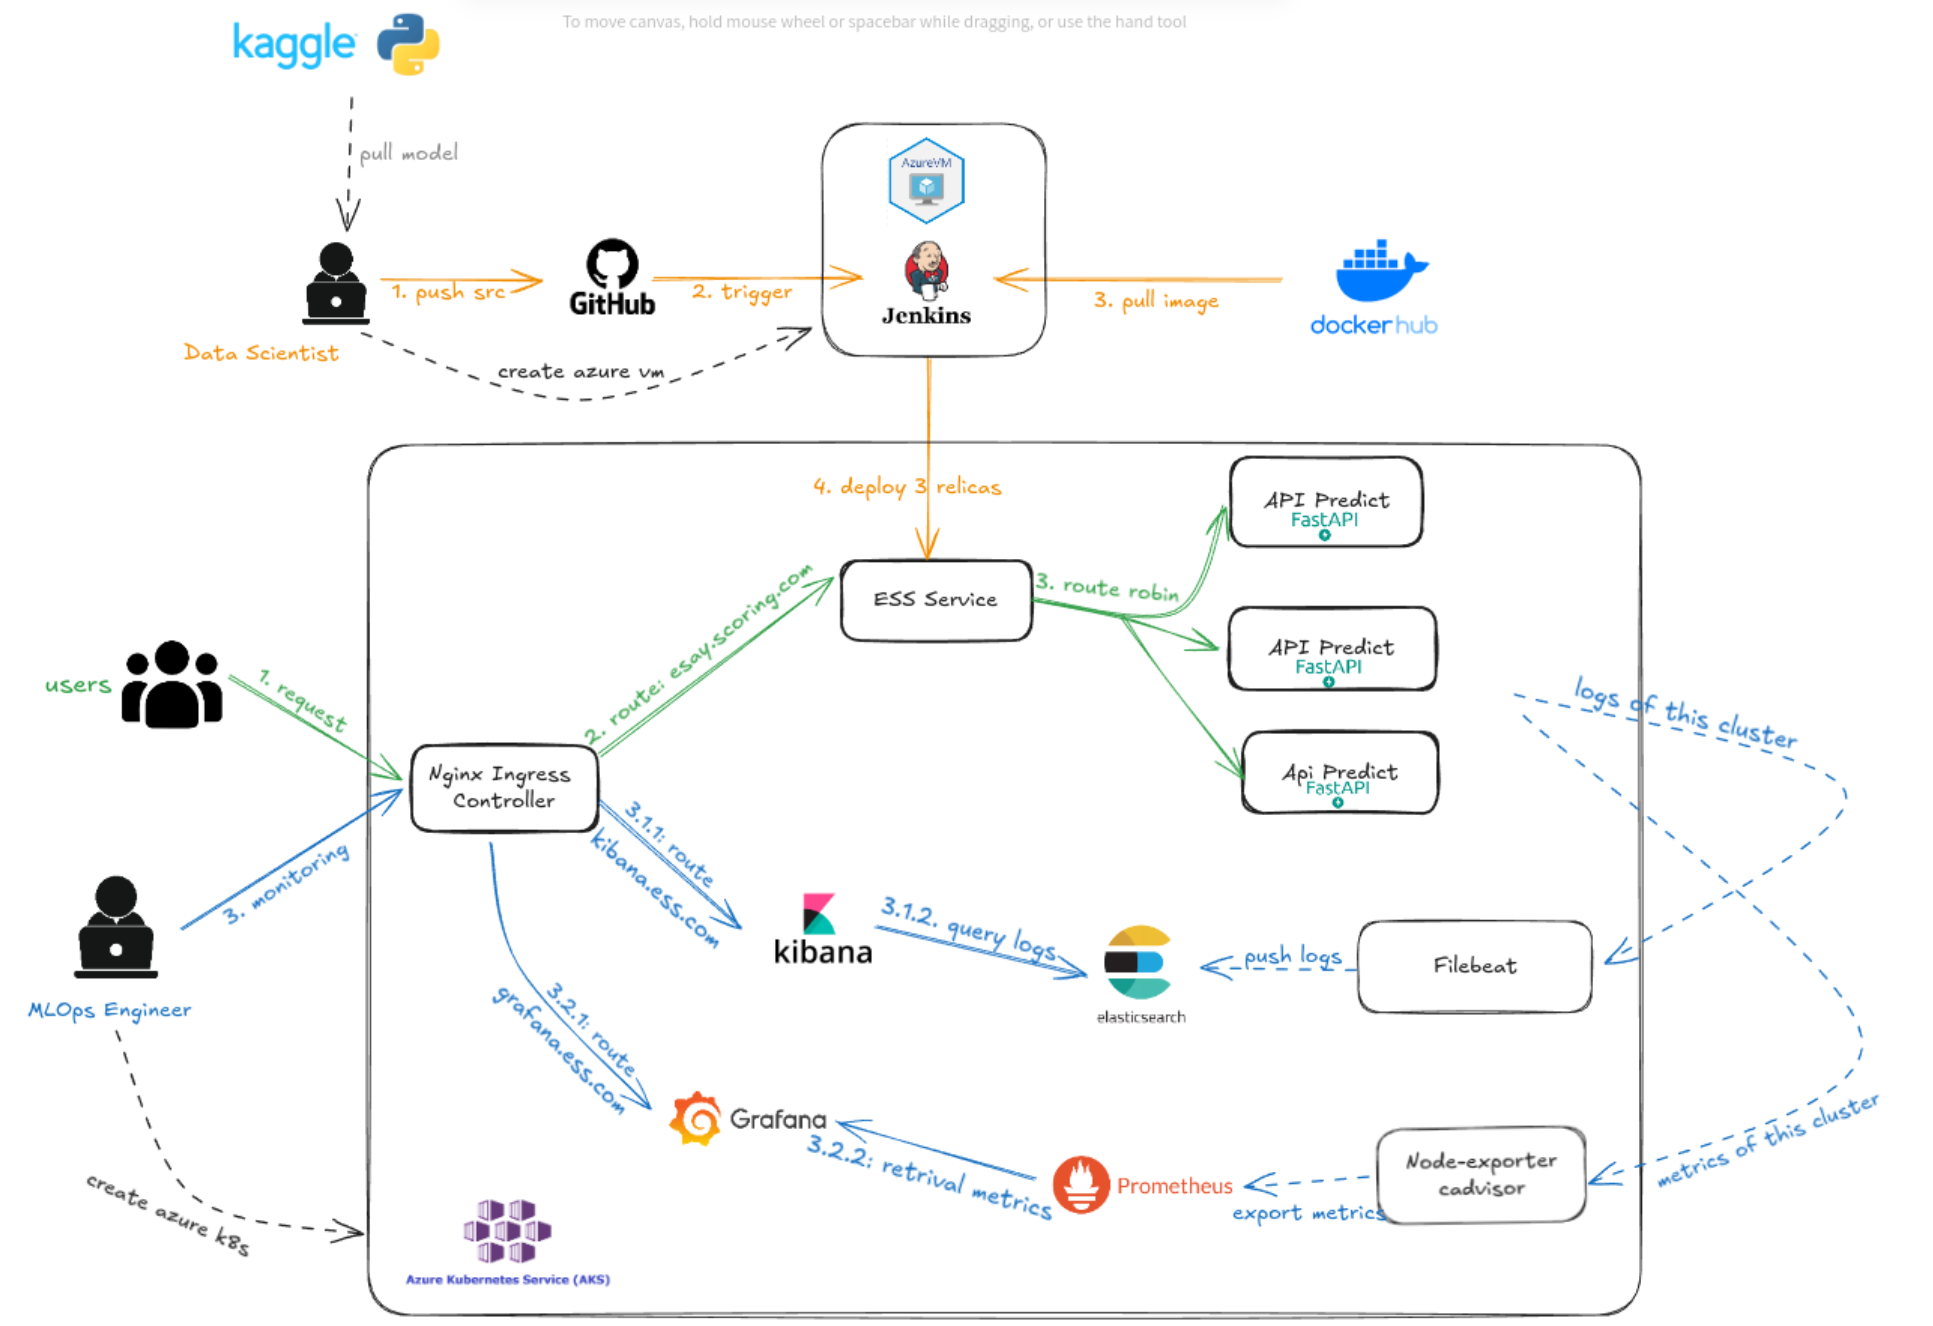 To move canvas, hold mouse wheel or spacebar while dragging, or use the hand tool
kaggle
pull model
AzureVM
Jenkins
1. push src
GitHub
2. trigger
3. pull image
dockerhub
Data Scientist
create azure vm
4. deploy 3 relicas
API Predict
FastAPI
ESS Service
3. route robin
API Predict
FastAPI
Api Predict
FastAPI
users
1. request
2. route: esay.scoring.com
logs of this cluster
Nginx Ingress
Controller
3. monitoring
3.1.1: route
kibana.ess.com
kibana
3.1.2. query logs
elasticsearch
push logs
Filebeat
MLOps Engineer
3.2.1: route
grafana.ess.com
Grafana
3.2.2: retrival metrics
Prometheus
export metrics
Node-exporter
cadvisor
metrics of this cluster
create azure k8s
Azure Kubernetes Service (AKS)